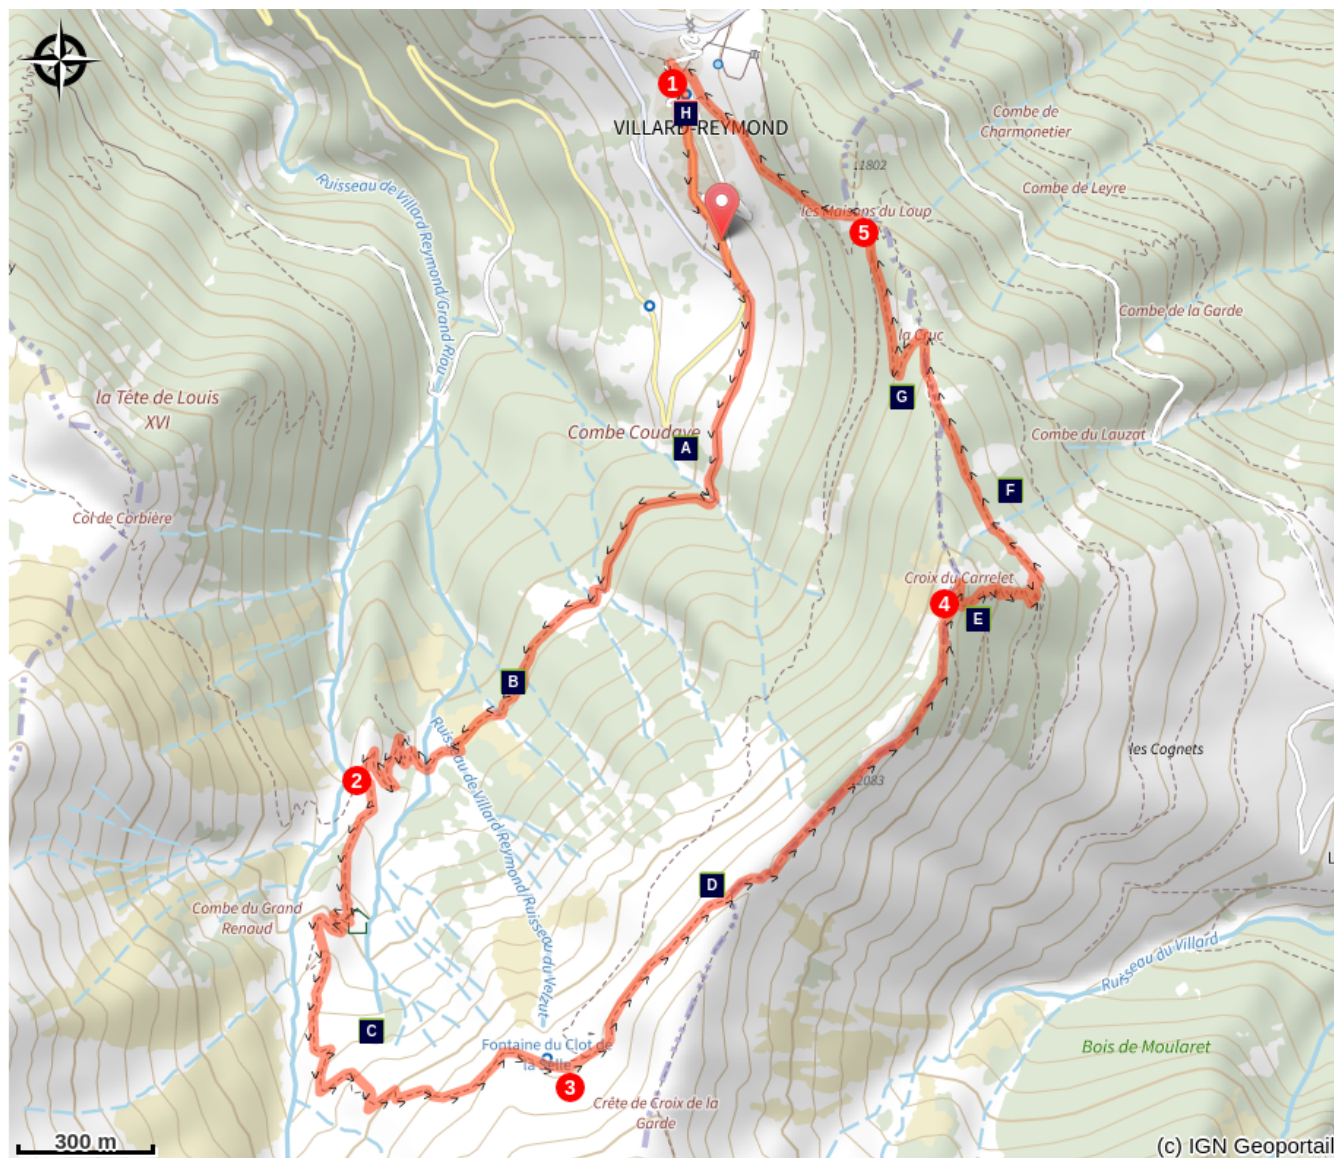 1
H
VILLARD-REYMOND
Combe de
Charmonetier
1802
Ruisseau de Villard Reymond/Grand Riou
Combe de Leyre
les Maisons du Loup
5
y
Combe de la Garde
la Cruc
la Tête de Louis
XVI
G
Combe Coudaye
A
Combe du Lauzat
F
Col de Corbière
Croix du Carrelet
4
E
B
Ruisseau de Villard Reymond/Ruisseau du Velzut
les Cognets
2
2083
L
D
Combe du Grand
Renaud
Ruisseau du Villard
C
Fontaine du Clot de
la Selle
Bois de Moularet
3
Crête de Croix de la
Garde
300 m
(c) IGN Geoportail